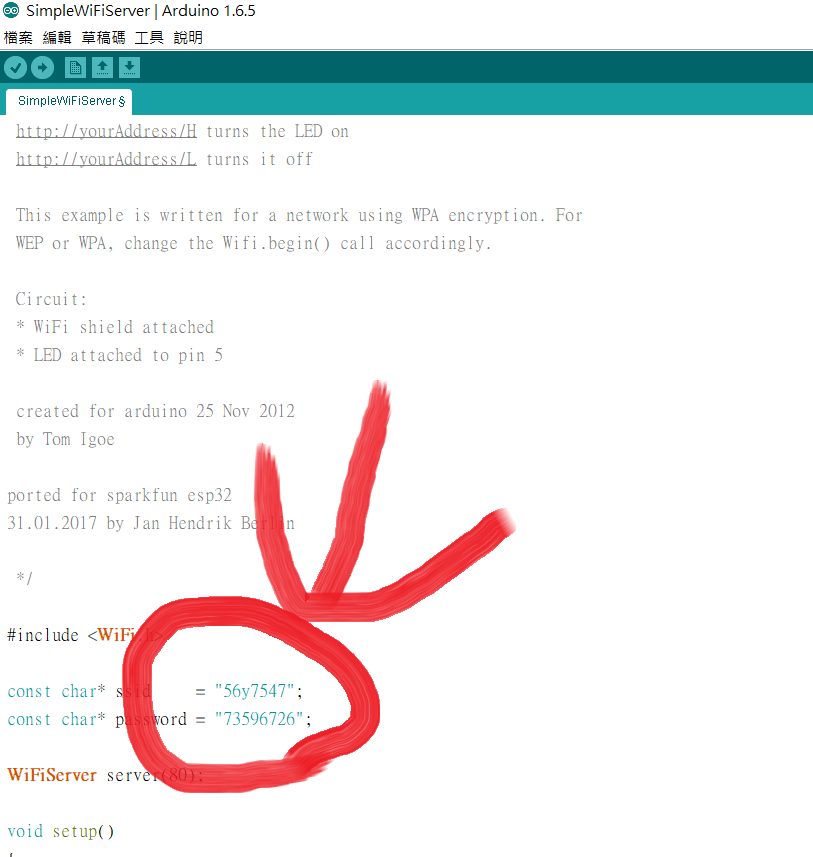 SimpleWiFiServer | Arduino 1.6.5
檔案 編輯 草稿碼 工具 說明
SimpleWiFiServer §
http://yourAddress/H turns the LED on
http://yourAddress/L turns it off
This example is written for a network using WPA encryption. For
WEP or WPA, change the Wifi.begin() call accordingly.
Circuit:
* WiFi shield attached
* LED attached to pin 5
created for arduino 25 Nov 2012
by Tom Igoe
ported for sparkfun esp32
31.01.2017 by Jan Hendrik Berlin
*/
#include <WiFi.h>
const char* ssid    = "56y7547";
const char* password = "73596726";
WiFiServer server(80);
void setup()